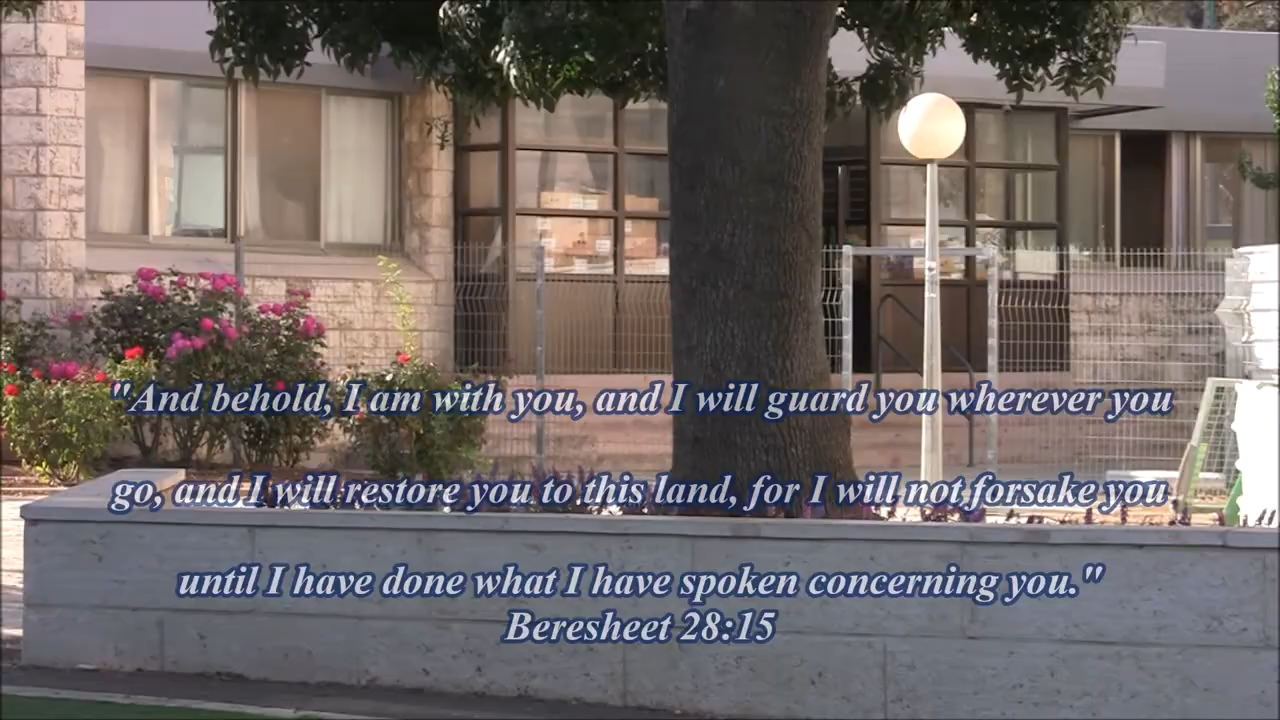 "And behold, I am with you, and I will guard you wherever you
go, and I will restore you to this land, for I will not forsake you
until I have done what I have spoken concerning you."
Beresheet 28:15